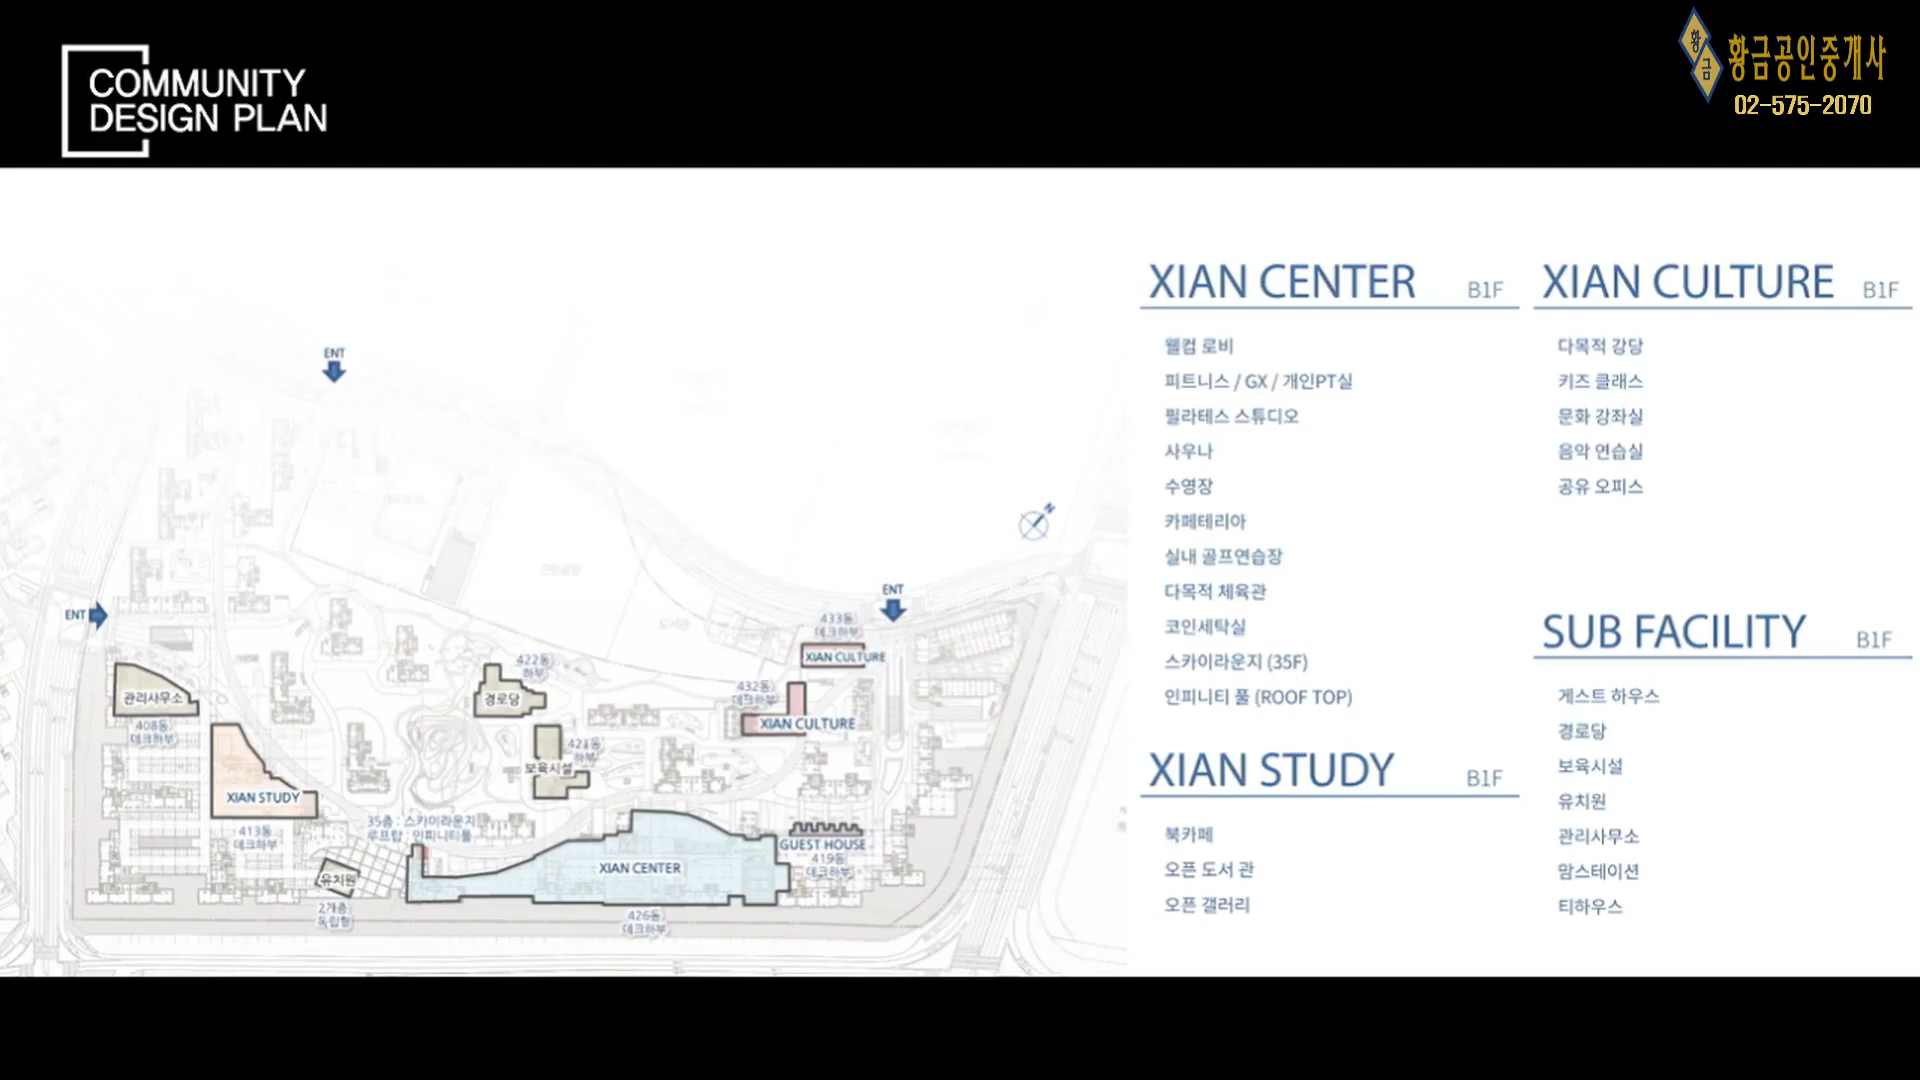 COMMUNITY
DESIGN PLAN
황금
황금공인중개사
02-575-2070
ENT
N
ENT
ENT
433동
데크하부
XIAN CULTURE
422동
하부
경로당
432동
데크하부
XIAN CULTURE
관리사무소
408동
데크하부
421동
하부
보육시설
XIAN STUDY
413동
데크하부
35층 : 스카이라운지
루프탑 : 인피니티풀
GUEST HOUSE
419동
데크하부
XIAN CENTER
유치원
2개층
독립형
426동
데크하부
XIAN CENTER B1F
웰컴 로비
피트니스 / GX / 개인PT실
필라테스 스튜디오
사우나
수영장
카페테리아
실내 골프연습장
다목적 체육관
코인세탁실
스카이라운지 (35F)
인피니티 풀 (ROOF TOP)
XIAN STUDY B1F
북카페
오픈 도서 관
오픈 갤러리
XIAN CULTURE B1F
다목적 강당
키즈 클래스
문화 강좌실
음악 연습실
공유 오피스
SUB FACILITY B1F
게스트 하우스
경로당
보육시설
유치원
관리사무소
맘스테이션
티하우스